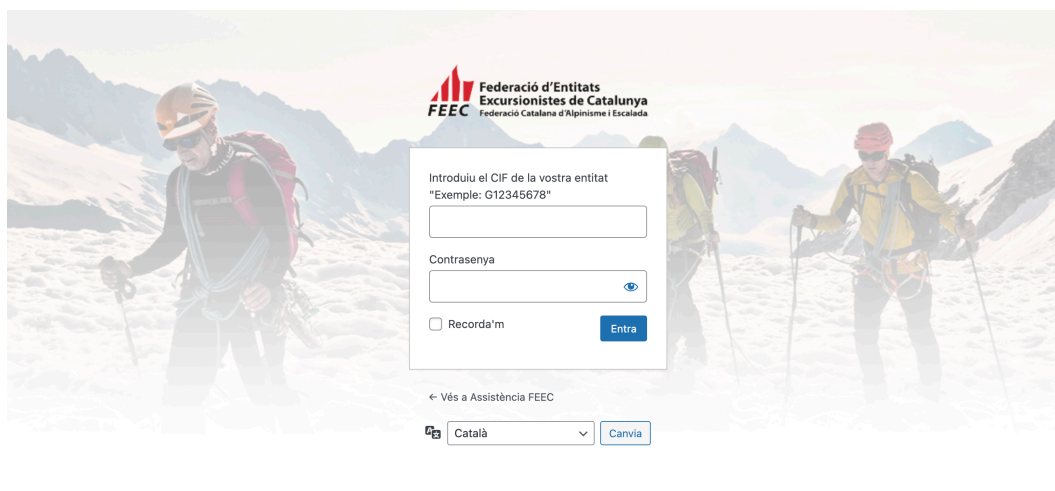 FEEC
Federació d'Entitats
Excursionistes de Catalunya
Federació Catalana d'Alpinisme i Escalada
Introduïu el CIF de la vostra entitat
"Exemple: G12345678"
Contrasenya
Recorda'm
Entra
← Vés a Assistència FEEC
Català
Canvia